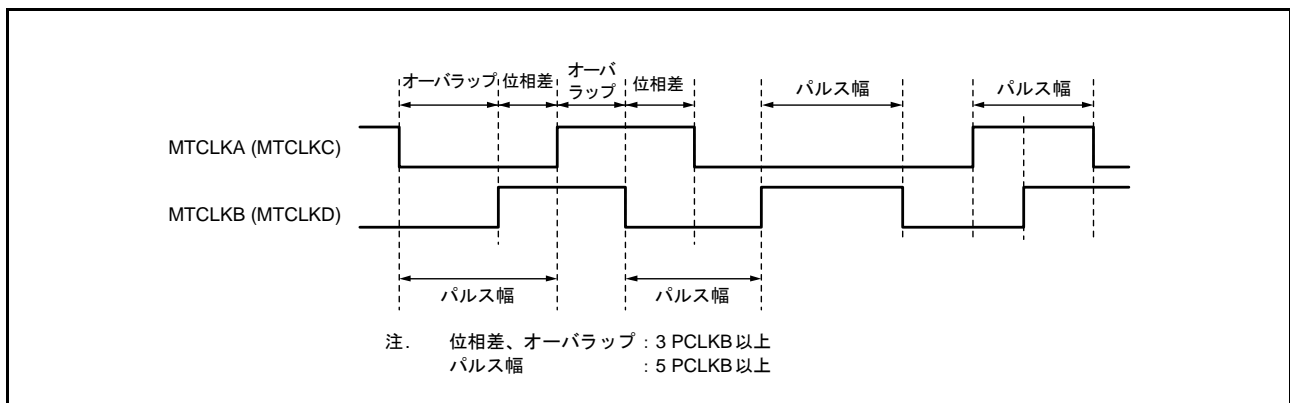 オーバラップ 位相差 オーバ
ラップ 位相差 パルス幅 パルス幅
MTCLKA (MTCLKC)
MTCLKB (MTCLKD)
パルス幅 パルス幅
注. 位相差、オーバラップ : 3 PCLKB以上
パルス幅 : 5 PCLKB以上